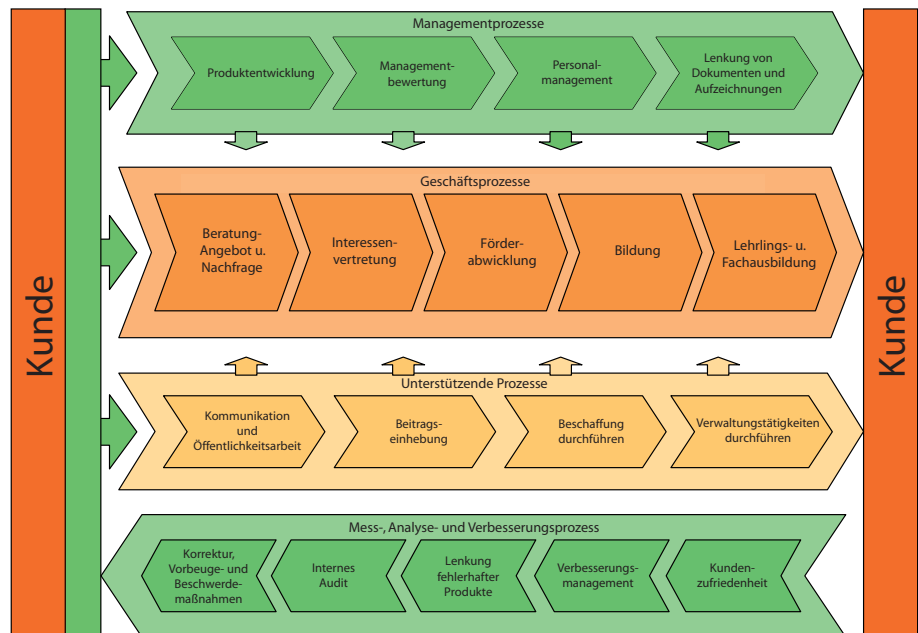 Kunde
Managementprozesse
Produktentwicklung
Management-
bewertung
Personal-
management
Lenkung von
Dokumenten und
Aufzeichnungen
Geschäftsprozesse
Beratung-
Angebot u.
Nachfrage
Interessen-
vertretung
Förder-
abwicklung
Bildung
Lehrlings- u.
Fachausbildung
Unterstützende Prozesse
Kommunikation
und
Öffentlichkeitsarbeit
Beitrags-
einhebung
Beschaffung
durchführen
Verwaltungstätigkeiten
durchführen
Mess-, Analyse- und Verbesserungsprozess
Korrektur,
Vorbeuge- und
Beschwerde-
maßnahmen
Internes
Audit
Lenkung
fehlerhafter
Produkte
Verbesserungs-
management
Kunden-
zufriedenheit
Kunde